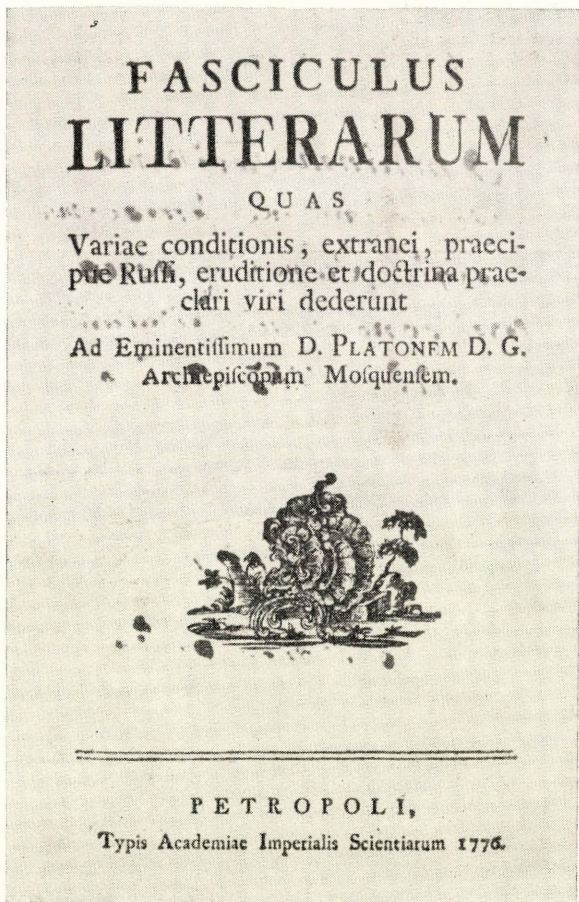 FASCICULUS
LITTERARUM
QUAS
Variae conditionis, extranei, praeci-
pue Ruſſi, eruditione et doctrina prae-
clari viri dederunt
Ad Eminentiſſimum D. PLATONEM D. G.
Archiepiſcopum Moſquenſem.
PETROPOLI,
Typis Academiae Imperialis Scientiarum 1776.